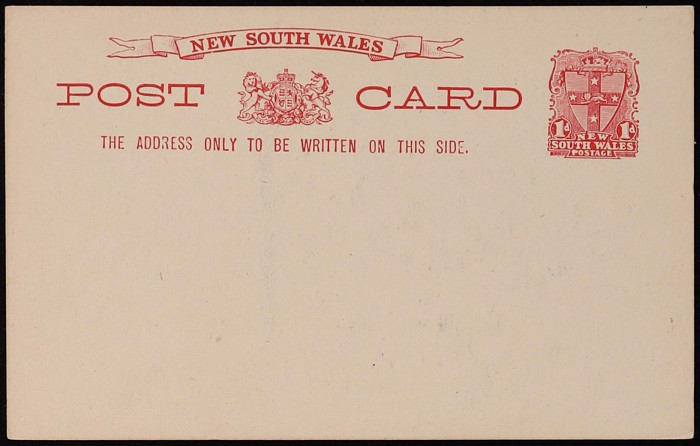 NEW SOUTH WALES
POST CARD
THE ADDRESS ONLY TO BE WRITTEN ON THIS SIDE.
1d 1d
NEW
SOUTH WALES
POSTAGE